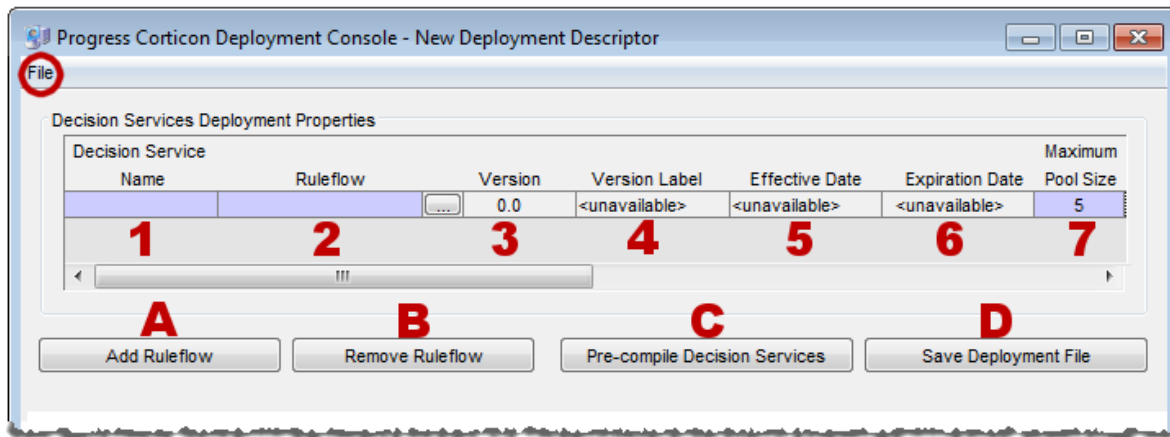 Progress Corticon Deployment Console - New Deployment Descriptor
File
Decision Services Deployment Properties
Decision Service Maximum
Name Ruleflow Version Version Label Effective Date Expiration Date Pool Size
... 0.0 <unavailable> <unavailable> <unavailable> 5
1 2 3 4 5 6 7
A B C D
Add Ruleflow Remove Ruleflow Pre-compile Decision Services Save Deployment File